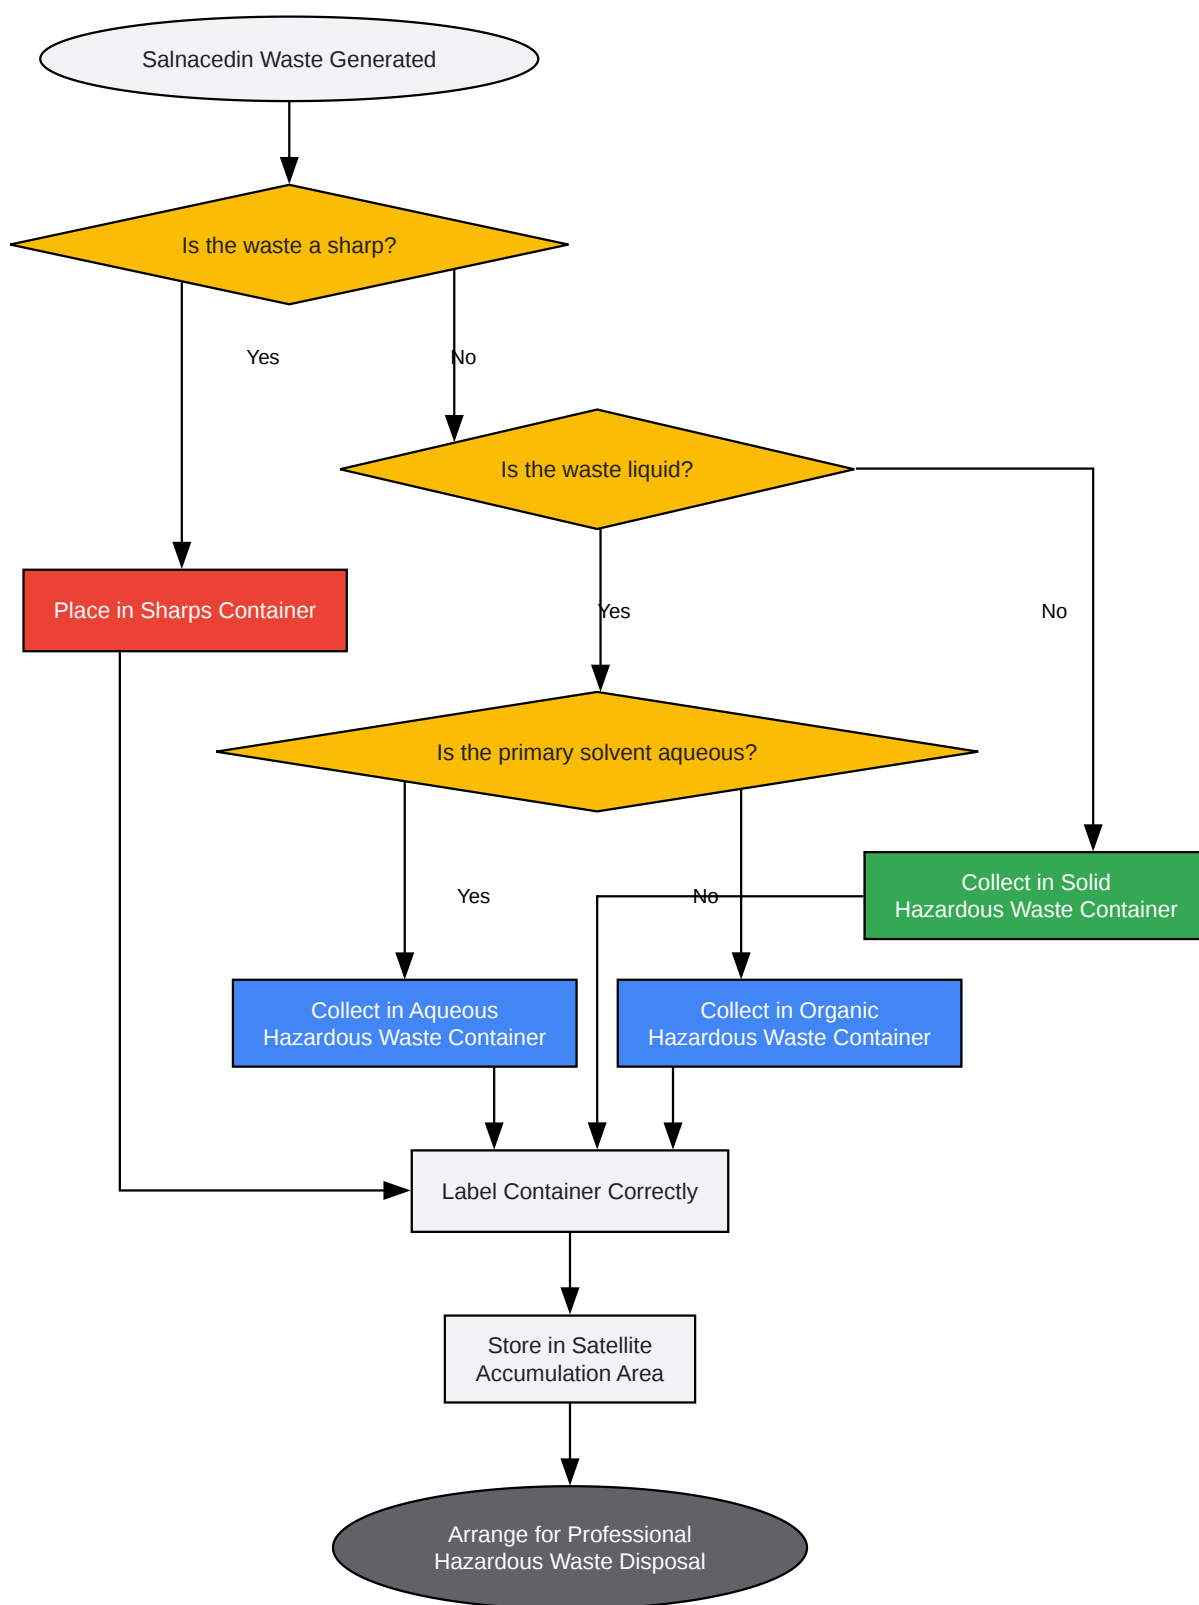 Salnacedin Waste Generated
Is the waste a sharp?
Yes
No
Is the waste liquid?
Place in Sharps Container
Yes
No
Is the primary solvent aqueous?
Yes
No
Collect in Solid
Hazardous Waste Container
Collect in Aqueous
Hazardous Waste Container
Collect in Organic
Hazardous Waste Container
Label Container Correctly
Store in Satellite
Accumulation Area
Arrange for Professional
Hazardous Waste Disposal